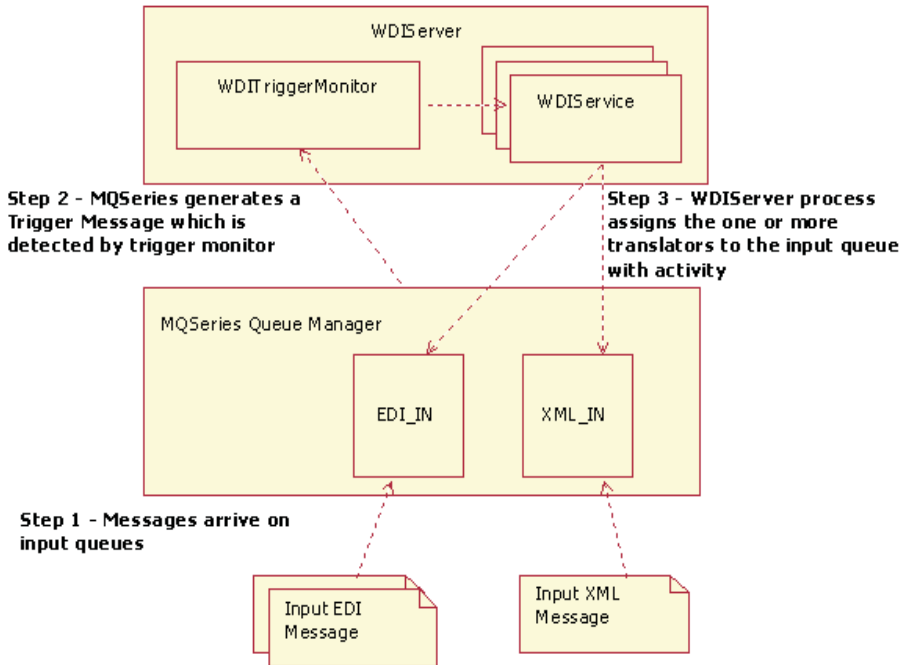 WDIServer
WDITriggerMonitor
WDIService
Step 2 - MQSeries generates a
Trigger Message which is
detected by trigger monitor
Step 3 - WDIServer process
assigns the one or more
translators to the input queue
with activity
MQSeries Queue Manager
EDI_IN
XML_IN
Step 1 - Messages arrive on
input queues
Input EDI
Message
Input XML
Message